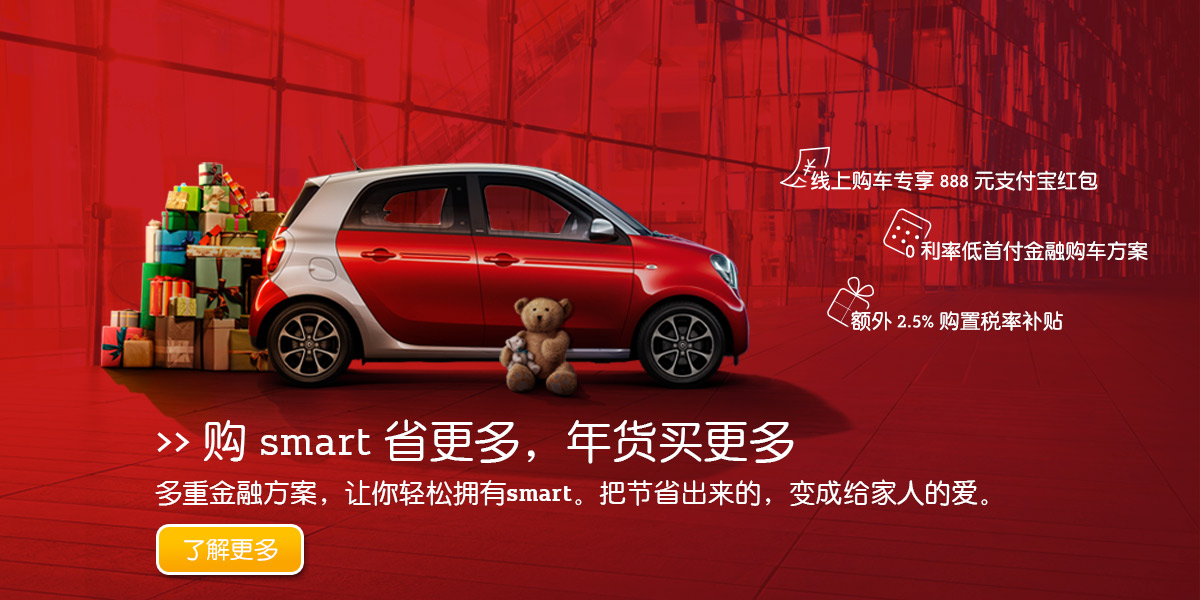 线上购车专享 888 元支付宝红包
0 利率低首付金融购车方案
额外 2.5% 购置税率补贴
>> 购 smart 省更多，年货买更多
多重金融方案，让你轻松拥有smart。把节省出来的，变成给家人的爱。
了解更多